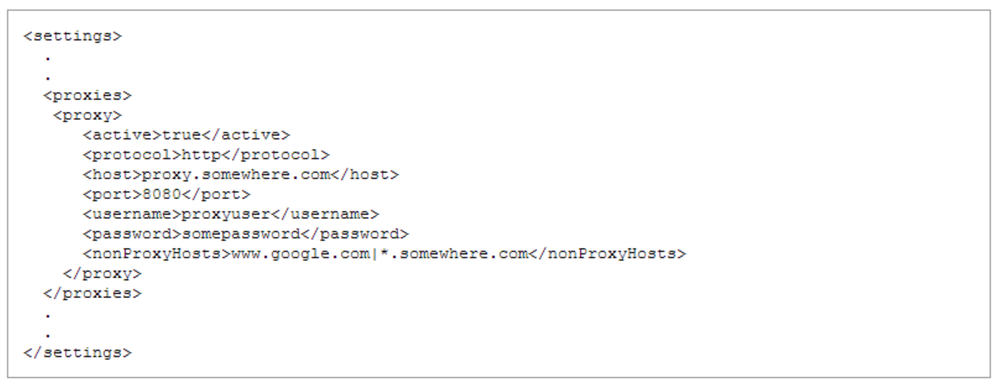 <settings>
  .
  .
  <proxies>
   <proxy>
      <active>true</active>
      <protocol>http</protocol>
      <host>proxy.somewhere.com</host>
      <port>8080</port>
      <username>proxyuser</username>
      <password>somepassword</password>
      <nonProxyHosts>www.google.com|*.somewhere.com</nonProxyHosts>
    </proxy>
  </proxies>
  .
  .
</settings>